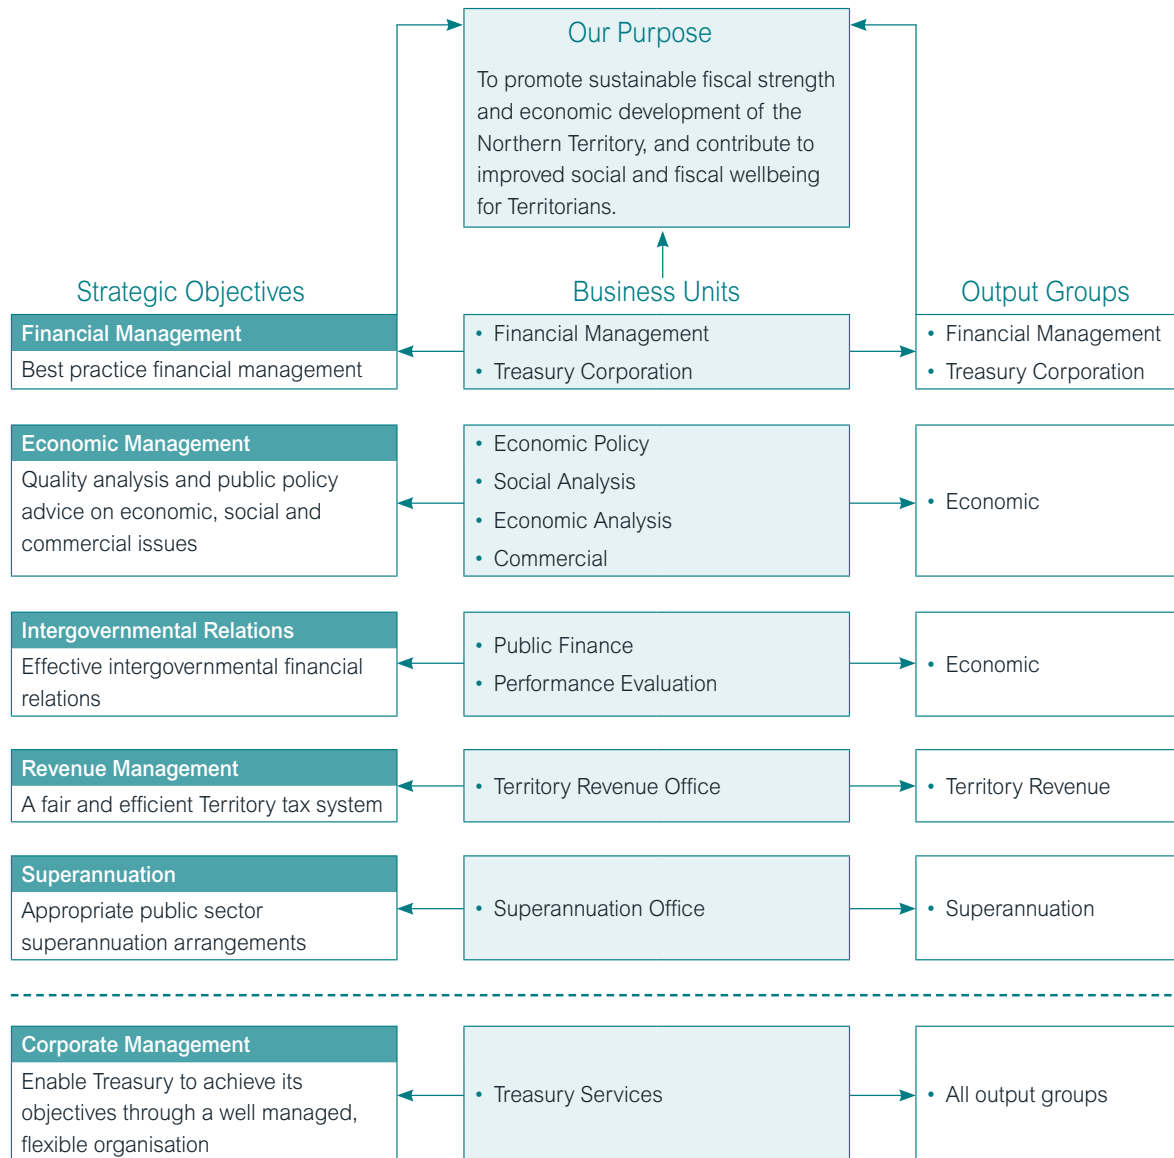 Our Purpose
To promote sustainable fiscal strength
and economic development of the
Northern Territory, and contribute to
improved social and fiscal wellbeing
for Territorians.
Strategic Objectives
Business Units
Output Groups
Financial Management
Best practice financial management
• Financial Management
• Treasury Corporation
• Financial Management
• Treasury Corporation
Economic Management
Quality analysis and public policy
advice on economic, social and
commercial issues
• Economic Policy
• Social Analysis
• Economic Analysis
• Commercial
• Economic
Intergovernmental Relations
Effective intergovernmental financial
relations
• Public Finance
• Performance Evaluation
• Economic
Revenue Management
A fair and efficient Territory tax system
• Territory Revenue Office
• Territory Revenue
Superannuation
Appropriate public sector
superannuation arrangements
• Superannuation Office
• Superannuation
Corporate Management
Enable Treasury to achieve its
objectives through a well managed,
flexible organisation
• Treasury Services
• All output groups